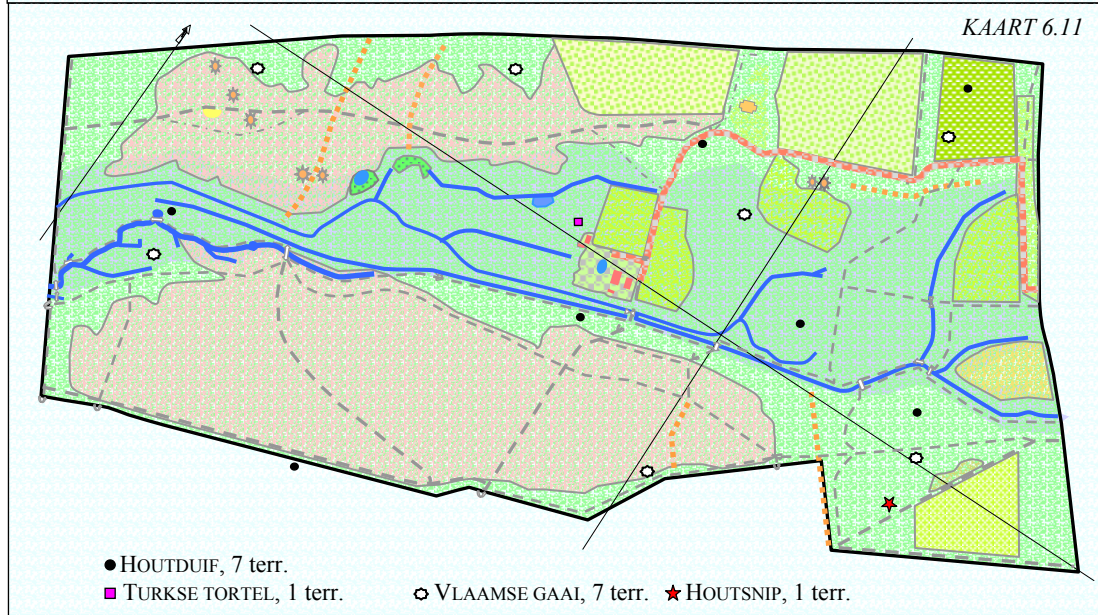 KAART 6.11
● HOUTDUIF, 7 terr.
■ TURKSE TORTEL, 1 terr. VLAAMSE GAAI, 7 terr. ★ HOUTSNIP, 1 terr.